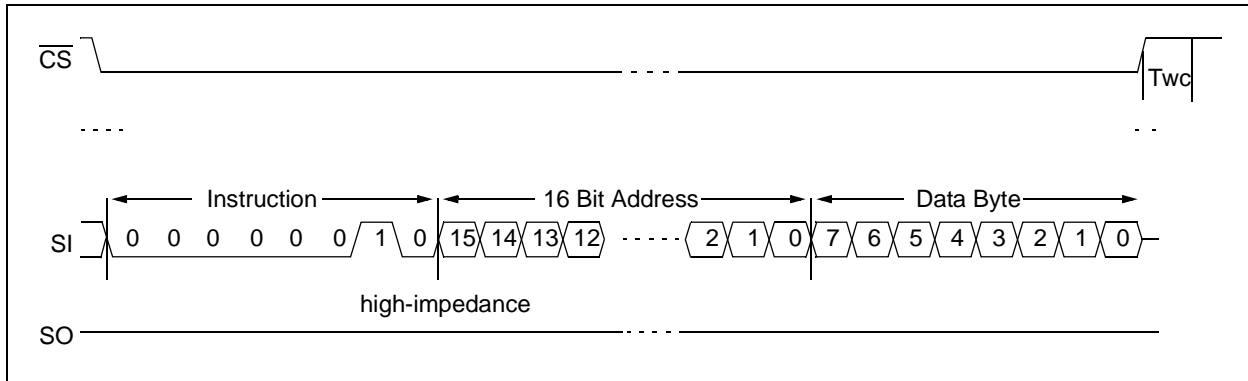 CS
Twc
Instruction 16 Bit Address Data Byte
SI 0 0 0 0 0 0 1 0 15 14 13 12 2 1 0 7 6 5 4 3 2 1 0
high-impedance
SO